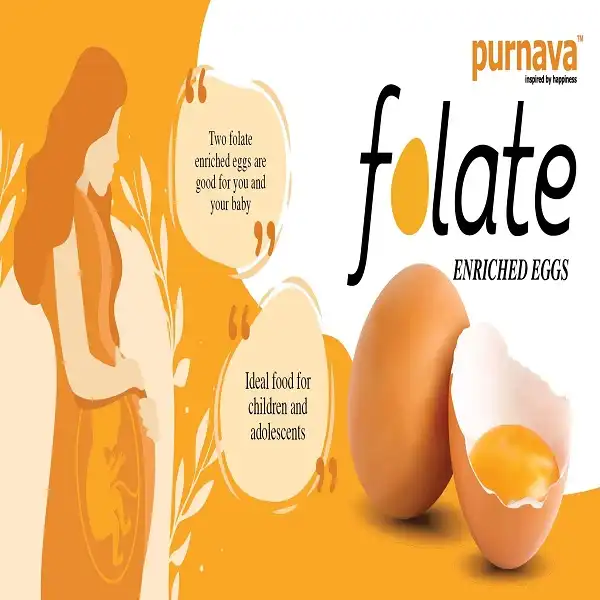 purnava™
inspired by happiness
folate
ENRICHED EGGS
“
Two folate
enriched eggs are
good for you and
your baby
”
“
Ideal food for
children and
adolescents
”